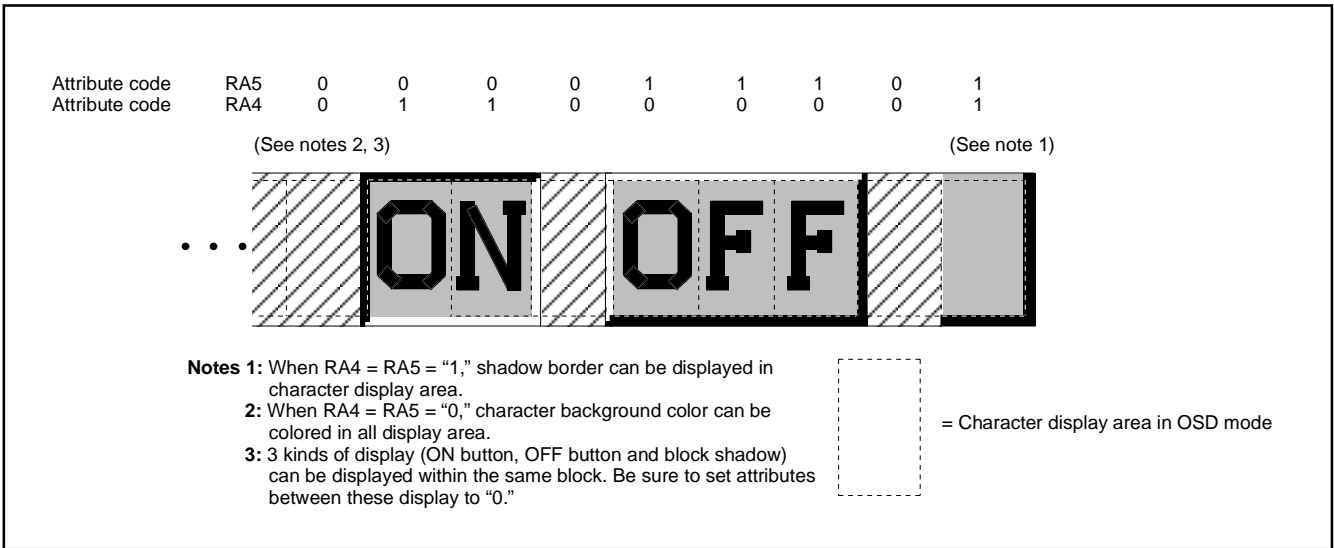 Attribute code RA5 0 0 0 0 1 1 1 0 1
Attribute code RA4 0 1 1 0 0 0 0 0 1
(See notes 2, 3) (See note 1)
• • •
ON OFF
Notes 1: When RA4 = RA5 = “1,” shadow border can be displayed in
character display area.
2: When RA4 = RA5 = “0,” character background color can be
colored in all display area.
3: 3 kinds of display (ON button, OFF button and block shadow)
can be displayed within the same block. Be sure to set attributes
between these display to “0.”
= Character display area in OSD mode